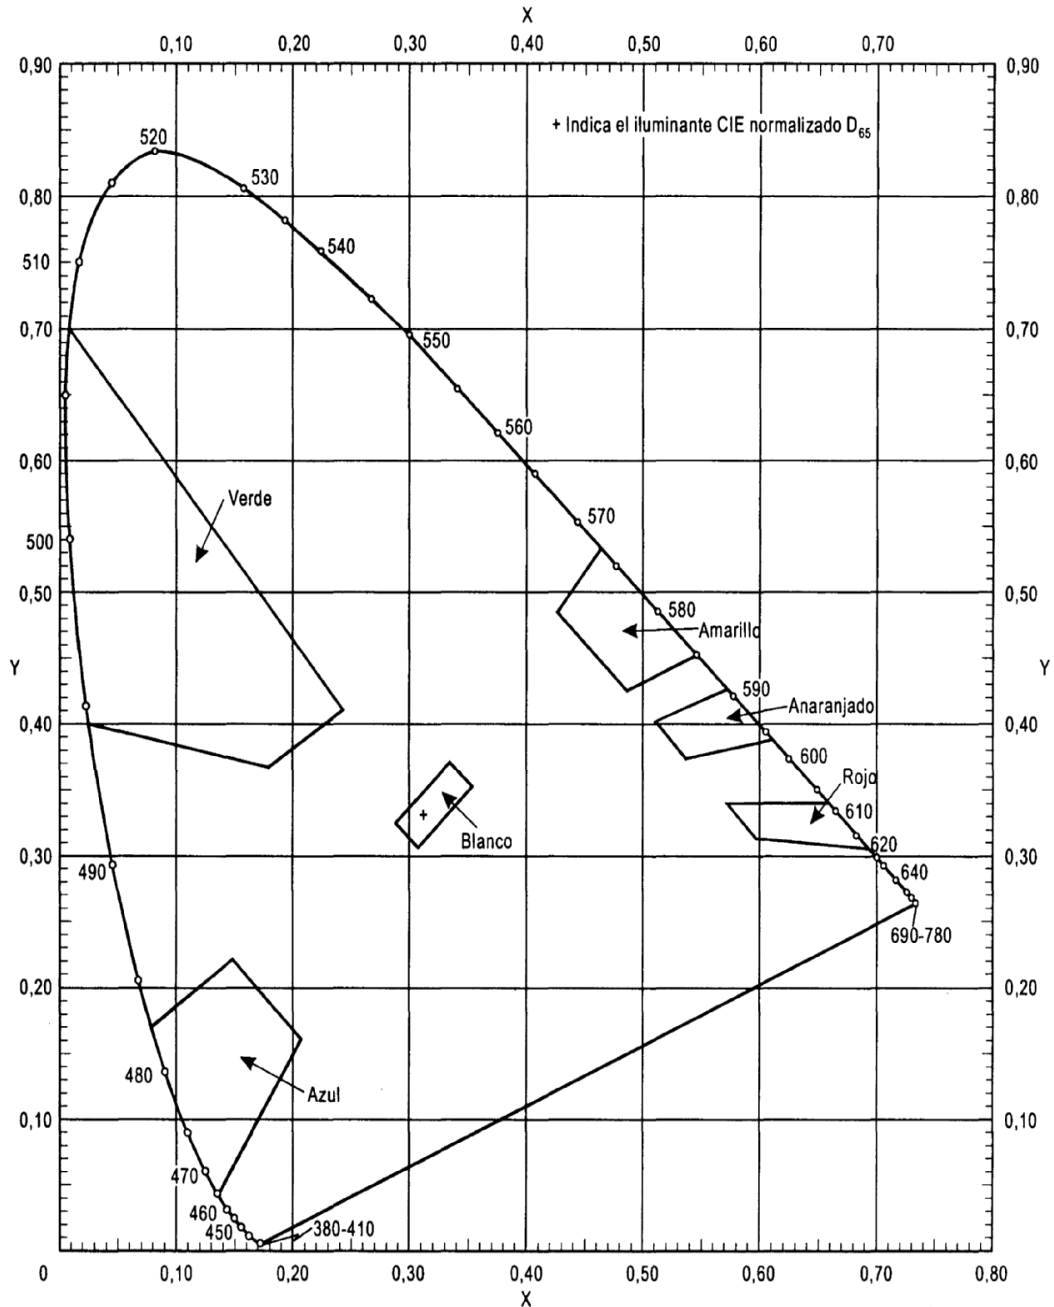 X
0,10 0,20 0,30 0,40 0,50 0,60 0,70
0,90 0,90
+ Indica el iluminante CIE normalizado D65
520
530
0,80 0,80
540
510
0,70 0,70
550
560
0,60 0,60
Verde
570
500
0,50 0,50
580
Amarillo
Y Y
590
Anaranjado
0,40 0,40
600
Rojo
610
Blanco
620
0,30 0,30
490
640
690-780
0,20 0,20
480
Azul
0,10 0,10
470
460
450
380-410
0 0,10 0,20 0,30 0,40 0,50 0,60 0,70 0,80
X